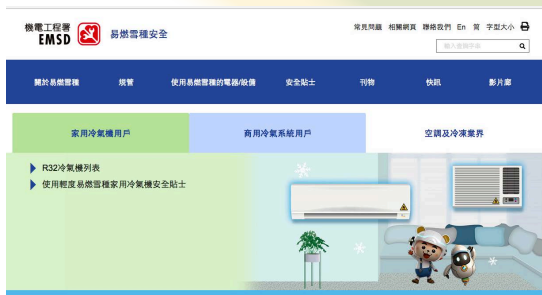 機電工程署
EMSD
易燃雪種安全
常見問題 相關網頁 聯絡我們 En 简 字型大小
關於易燃雪種 規管 使用易燃雪種的電器/設備 安全貼士 刊物 快訊 影片廊
家用冷氣機用戶 商用冷氣系統用戶 空調及冷凍業界
R32冷氣機列表
使用輕度易燃雪種家用冷氣機安全貼士